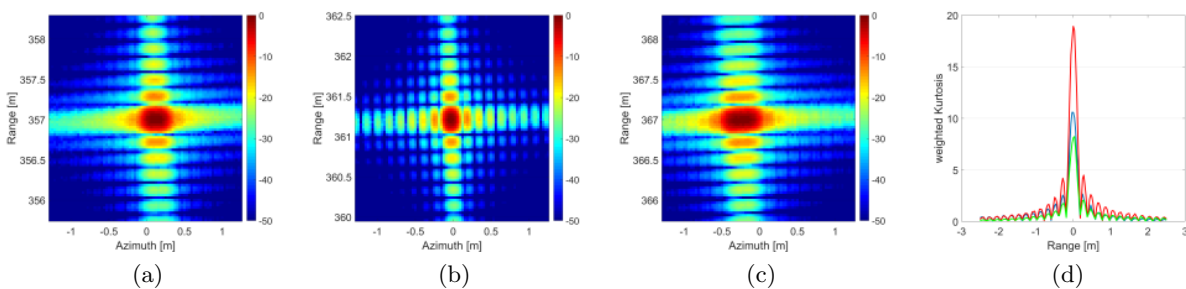 358
357.5
357
356.5
356
Range [m]
-1 -0.5 0 0.5 1
Azimuth [m]
0
-10
-20
-30
-40
-50
(a)
362.5
362
361.5
361
360.5
360
Range [m]
-1 -0.5 0 0.5 1
Azimuth [m]
0
-10
-20
-30
-40
-50
(b)
368
367.5
367
366.5
366
Range [m]
-1 -0.5 0 0.5 1
Azimuth [m]
0
-10
-20
-30
-40
-50
(c)
20
15
10
5
0
weighted Kurtosis
-3 -2 -1 0 1 2 3
Range [m]
(d)